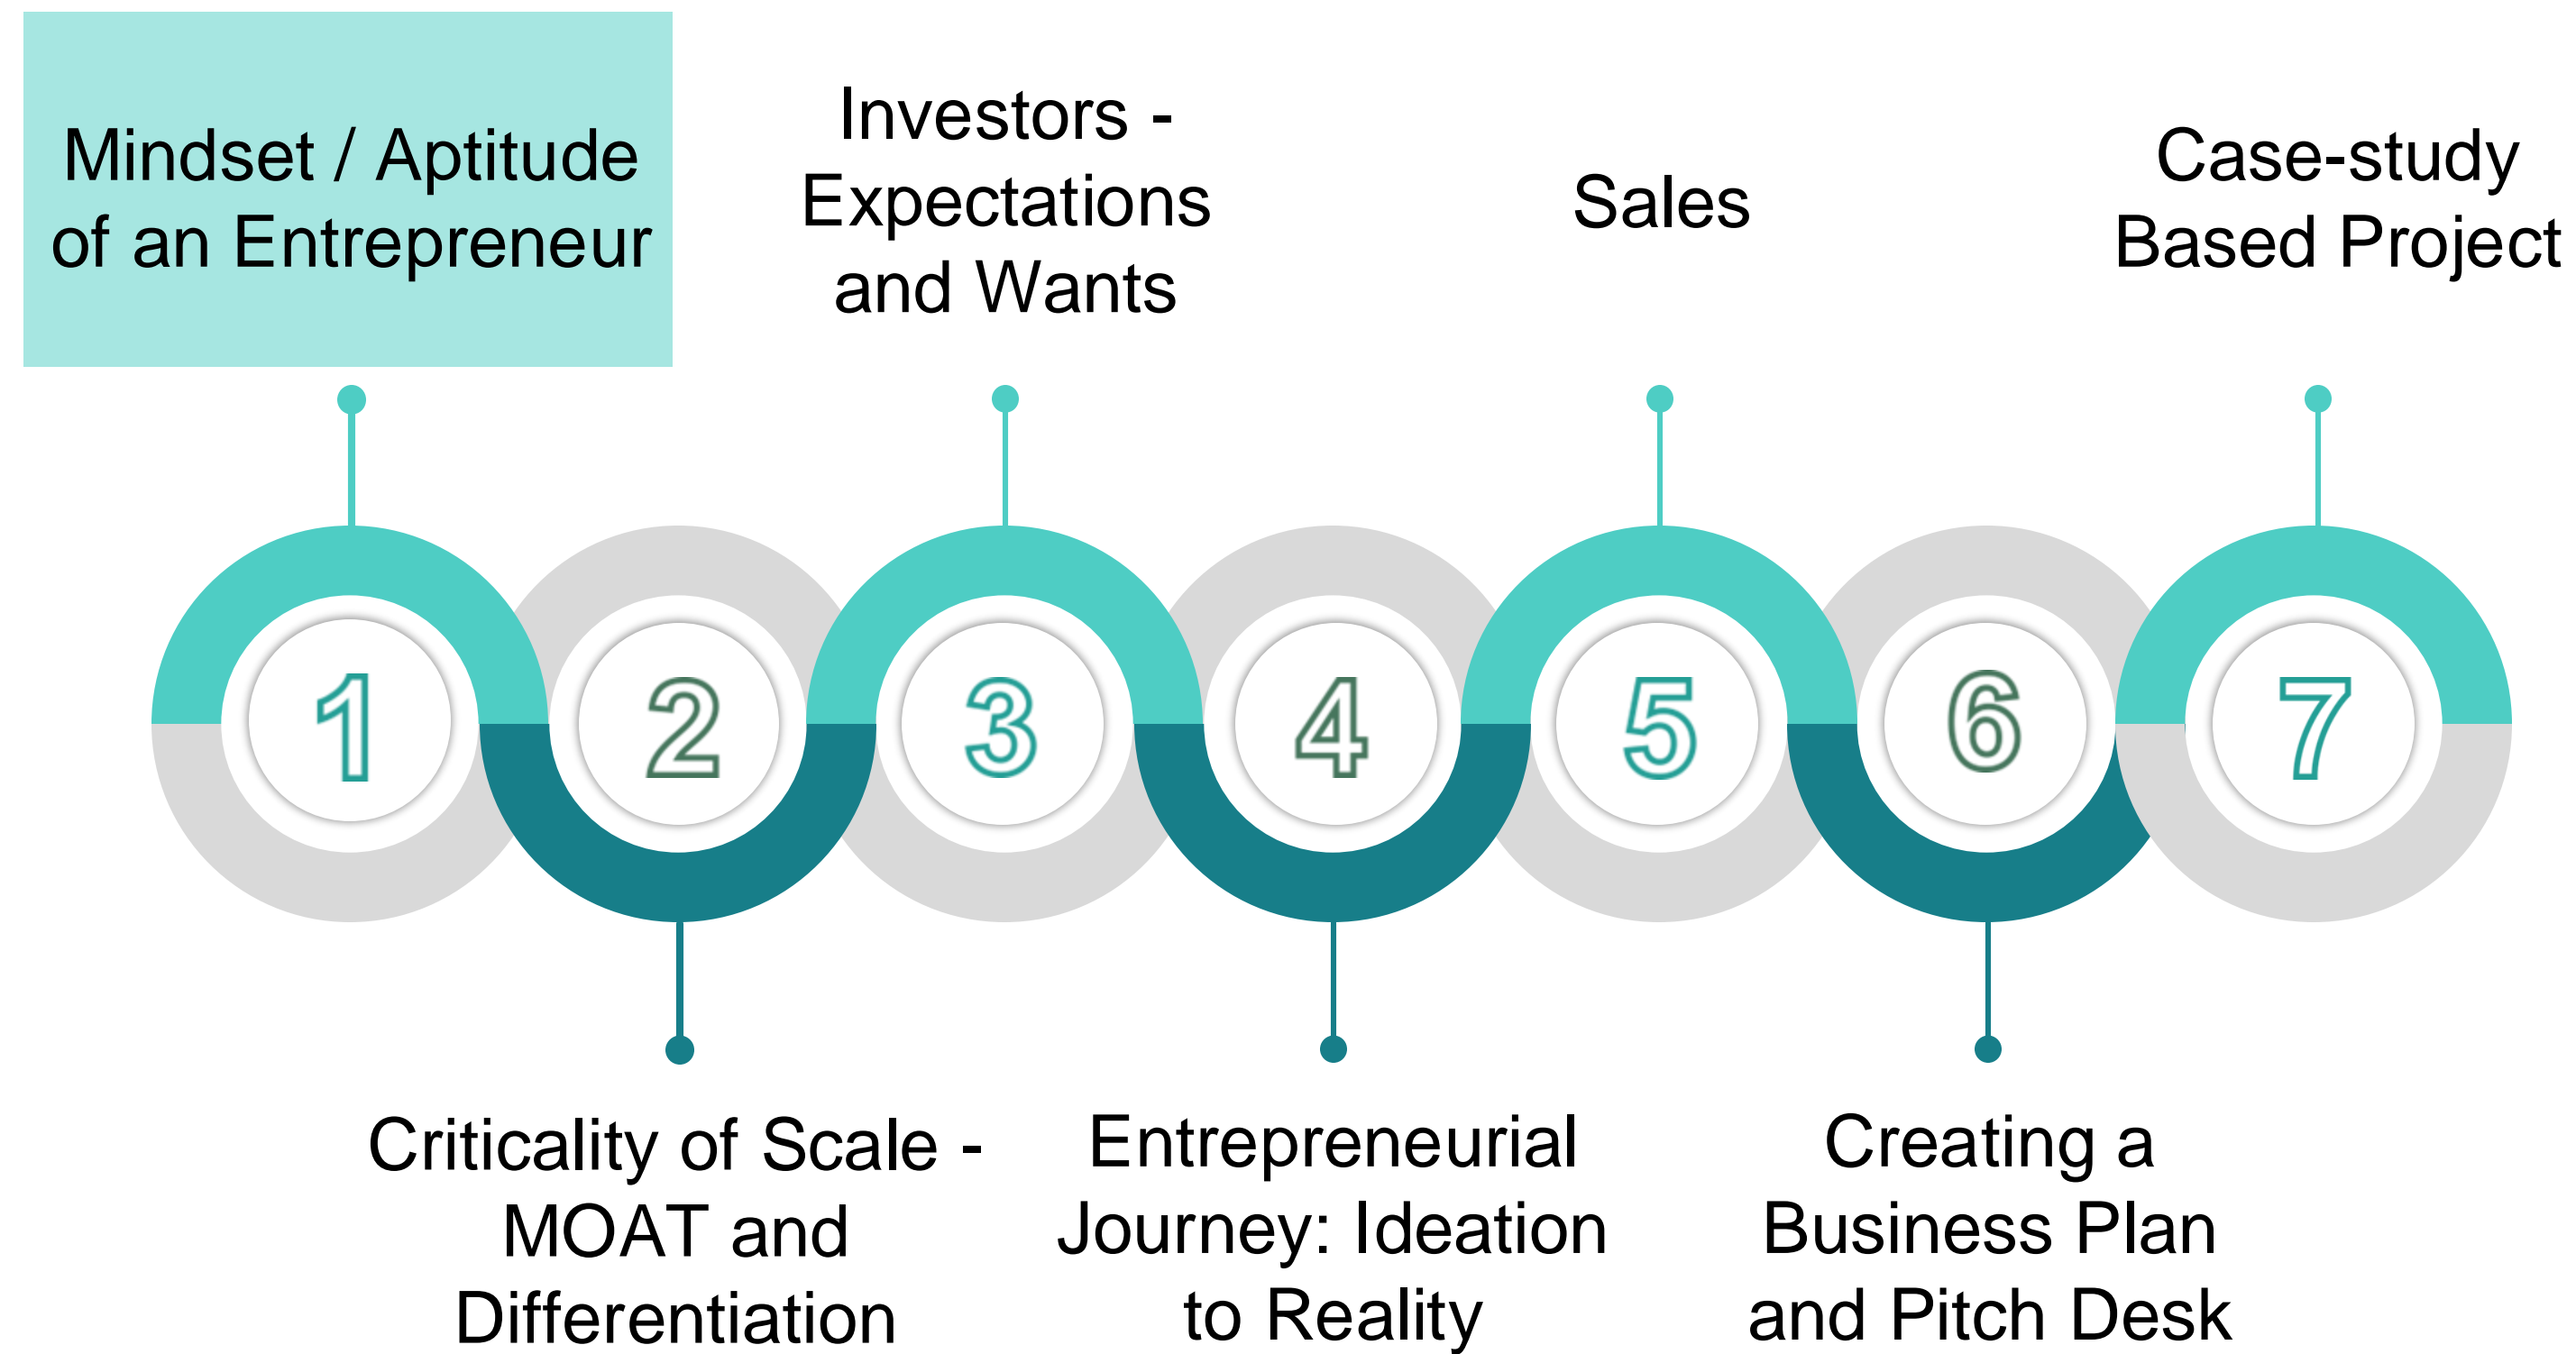 Mindset / Aptitude
of an Entrepreneur
Investors -
Expectations
and Wants
Sales
Case-study
Based Project
1
2
3
4
5
6
7
Criticality of Scale -
MOAT and
Differentiation
Entrepreneurial
Journey: Ideation
to Reality
Creating a
Business Plan
and Pitch Desk